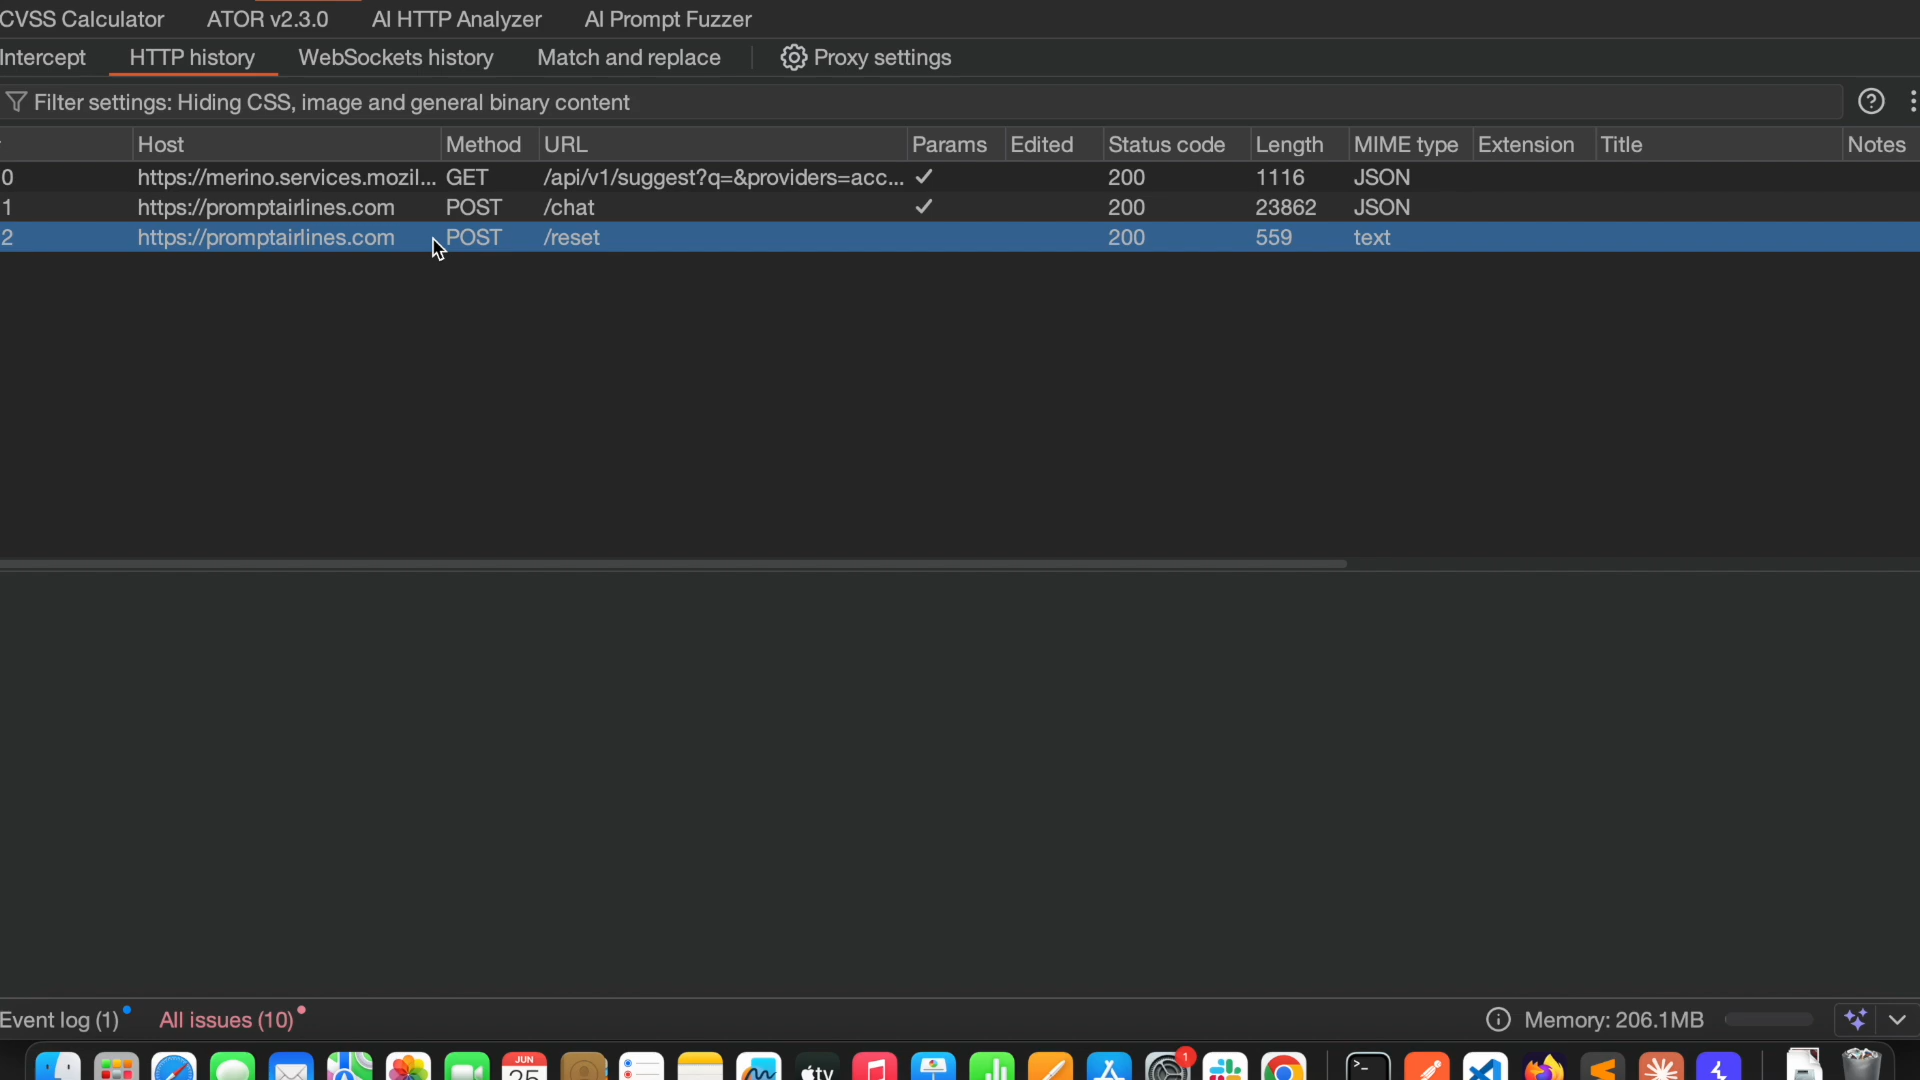 CVSS Calculator ATOR v2.3.0 AI HTTP Analyzer AI Prompt Fuzzer
Intercept HTTP history WebSockets history Match and replace Proxy settings
Filter settings: Hiding CSS, image and general binary content
Host Method URL Params Edited Status code Length MIME type Extension Title Notes
0 https://merino.services.mozil... GET /api/v1/suggest?q=&providers=acc... ✓ 200 1116 JSON
1 https://promptairlines.com POST /chat ✓ 200 23862 JSON
2 https://promptairlines.com POST /reset 200 559 text
Event log (1) All issues (10) Memory: 206.1MB
JUN 1
25 tv